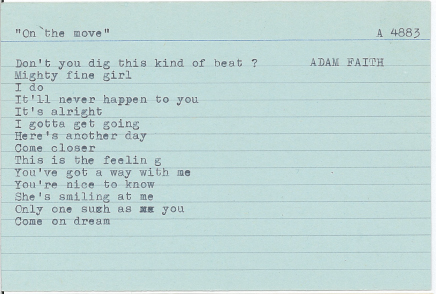 "On the move" A 4883
Don't you dig this kind of beat ? ADAM FAITH
Mighty fine girl
I do
It'll never happen to you
It's alright
I gotta get going
Here's another day
Come closer
This is the feelin g
You've got a way with me
You're nice to know
She's smiling at me
Only one such as you
Come on dream